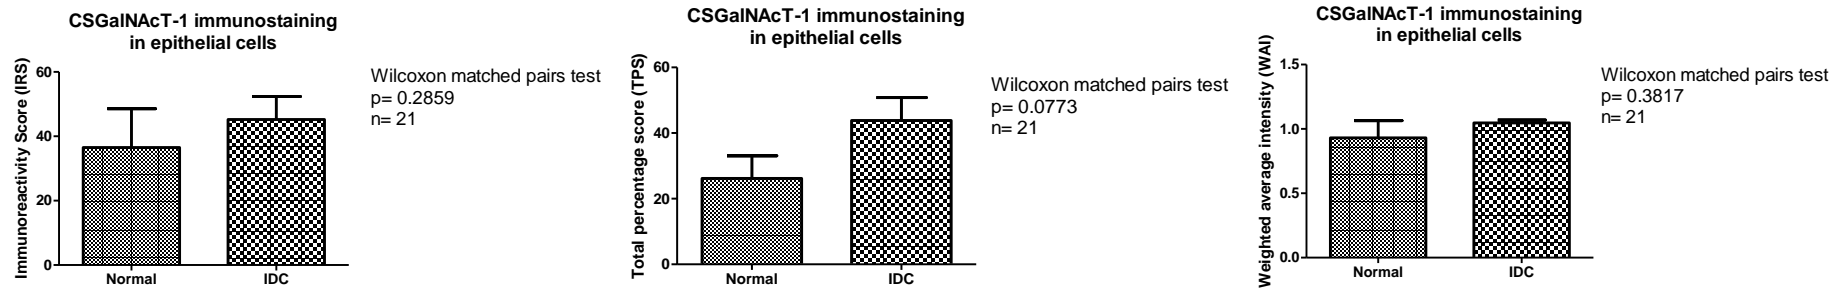 CSGalNAcT-1 immunostaining
in epithelial cells
Immunoreactivity Score (IRS)
60
40
20
0
Normal
IDC
Wilcoxon matched pairs test
p= 0.2859
n= 21
CSGalNAcT-1 immunostaining
in epithelial cells
Total percentage score (TPS)
60
40
20
0
Normal
IDC
Wilcoxon matched pairs test
p= 0.0773
n= 21
CSGalNAcT-1 immunostaining
in epithelial cells
Weighted average intensity (WAI)
1.5
1.0
0.5
0.0
Normal
IDC
Wilcoxon matched pairs test
p= 0.3817
n= 21